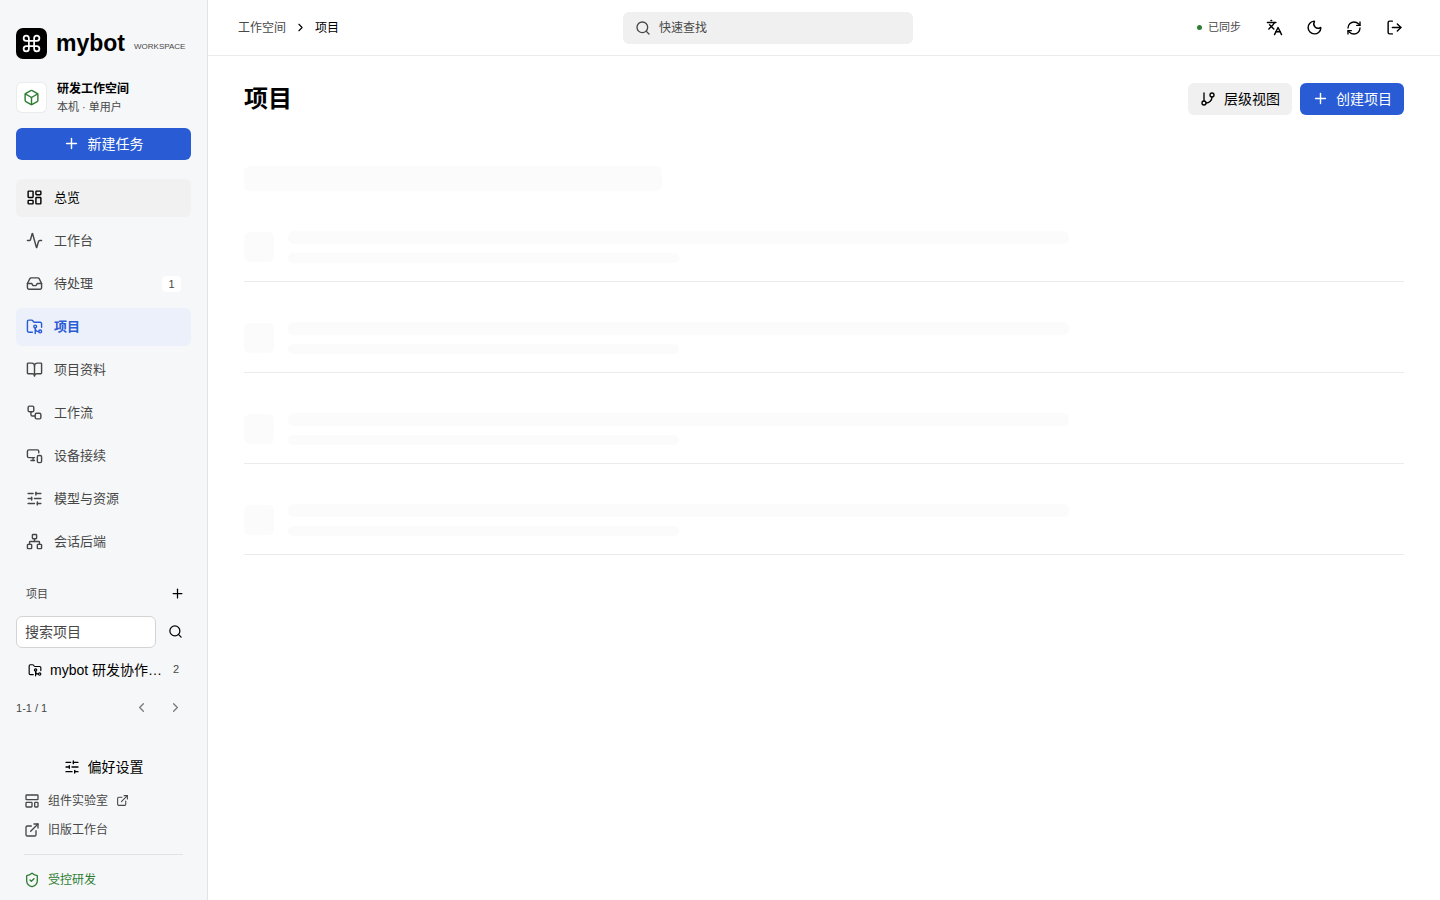 mybot WORKSPACE
研发工作空间
本机 · 单用户
新建任务
总览
工作台
待处理 1
项目
项目资料
工作流
设备接续
模型与资源
会话后端
项目
搜索项目
mybot 研发协作… 2
1-1 / 1
偏好设置
组件实验室
旧版工作台
受控研发
工作空间 项目
快速查找
已同步
项目
层级视图
创建项目